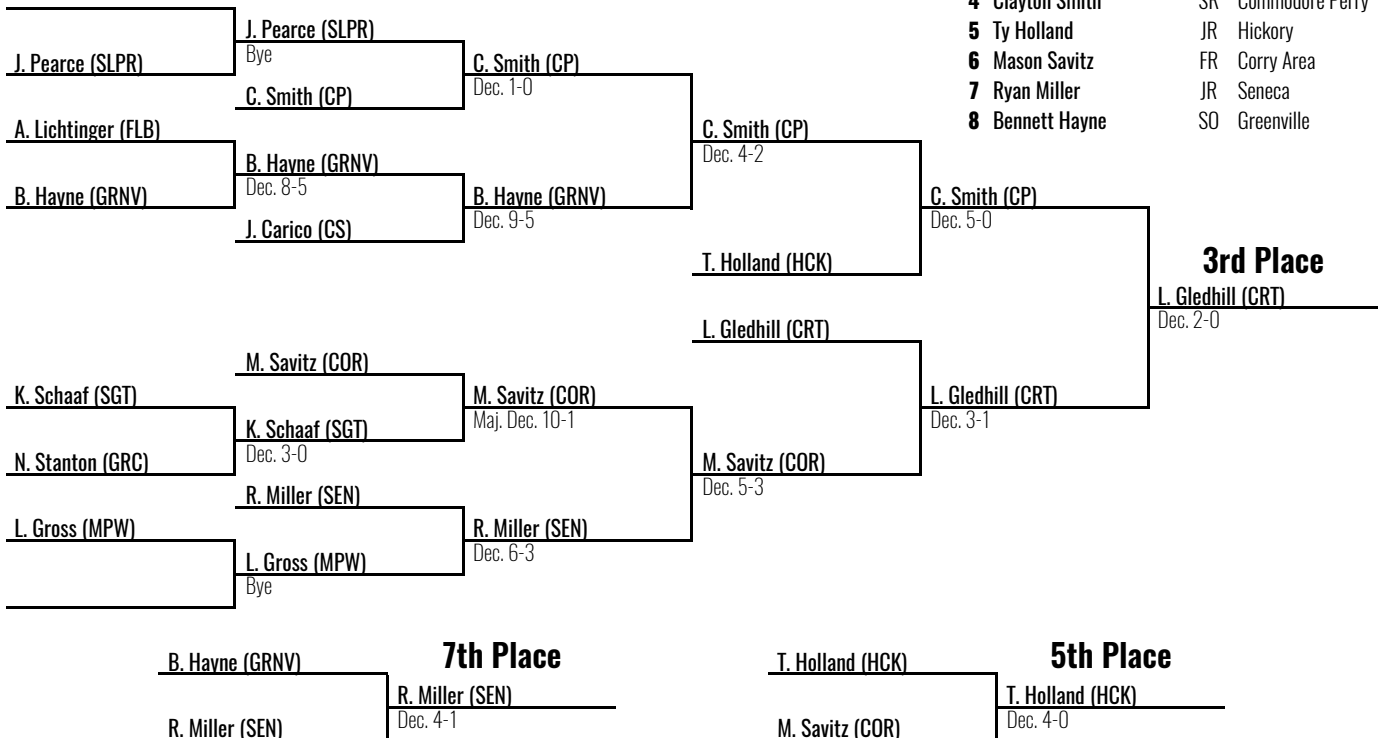 4 Clayton Smith SR Commodore Perry
5 Ty Holland JR Hickory
6 Mason Savitz FR Corry Area
7 Ryan Miller JR Seneca
8 Bennett Hayne SO Greenville
J. Pearce (SLPR)
J. Pearce (SLPR)
Bye
C. Smith (CP)
C. Smith (CP)
Dec. 1-0
A. Lichtinger (FLB)
B. Hayne (GRNV)
B. Hayne (GRNV)
Dec. 8-5
J. Carico (CS)
B. Hayne (GRNV)
Dec. 9-5
C. Smith (CP)
Dec. 4-2
T. Holland (HCK)
C. Smith (CP)
Dec. 5-0
3rd Place
L. Gledhill (CRT)
Dec. 2-0
L. Gledhill (CRT)
L. Gledhill (CRT)
Dec. 3-1
M. Savitz (COR)
K. Schaaf (SGT)
N. Stanton (GRC)
K. Schaaf (SGT)
Dec. 3-0
M. Savitz (COR)
Maj. Dec. 10-1
M. Savitz (COR)
Dec. 5-3
R. Miller (SEN)
L. Gross (MPW)
L. Gross (MPW)
Bye
R. Miller (SEN)
Dec. 6-3
7th Place
B. Hayne (GRNV)
R. Miller (SEN)
R. Miller (SEN)
Dec. 4-1
5th Place
T. Holland (HCK)
M. Savitz (COR)
T. Holland (HCK)
Dec. 4-0